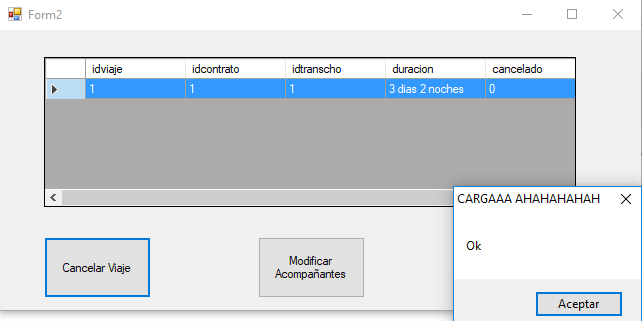 Form2
idviaje idcontrato idtranscho duracion cancelado
1 1 1 3 dias 2 noches 0
CARGAAA AHAHAHAHAH
Ok
Cancelar Viaje
Modificar
Acompañantes
Aceptar